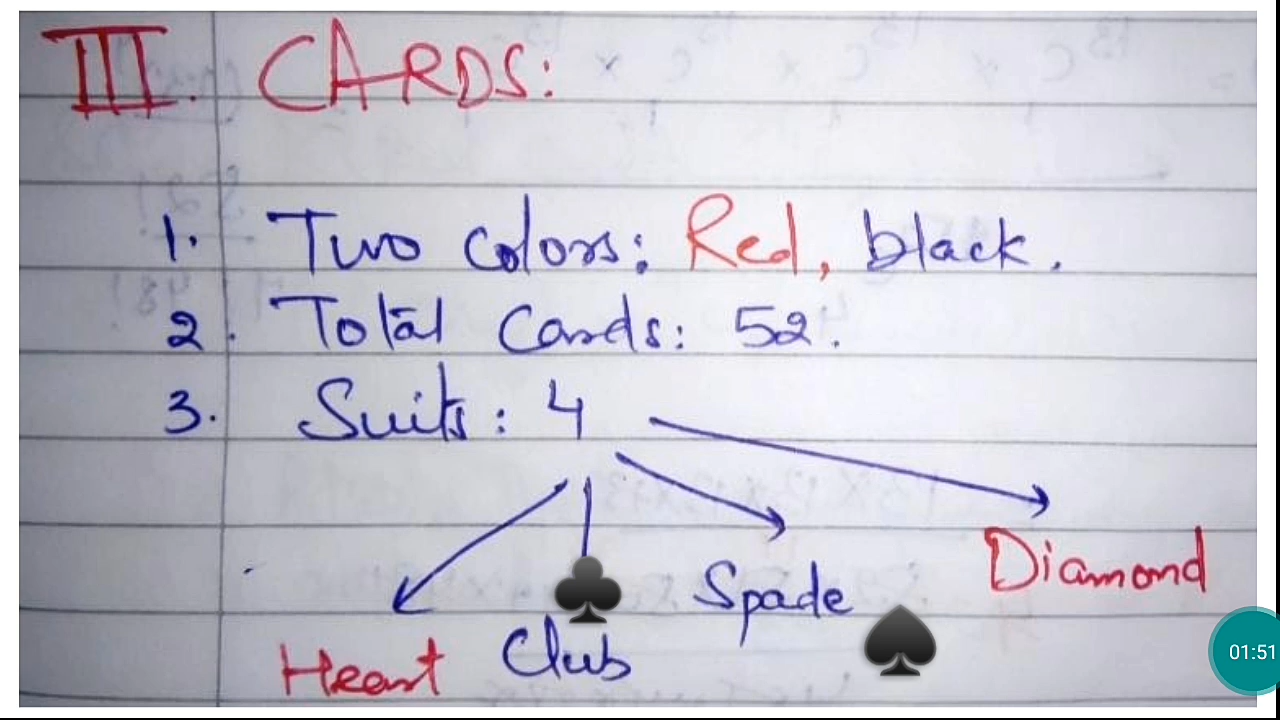 III. CARDS:
1. Two colors: Red, black.
2. Total Cards: 52.
3. Suits: 4
Heart Club Spade Diamond
01:51